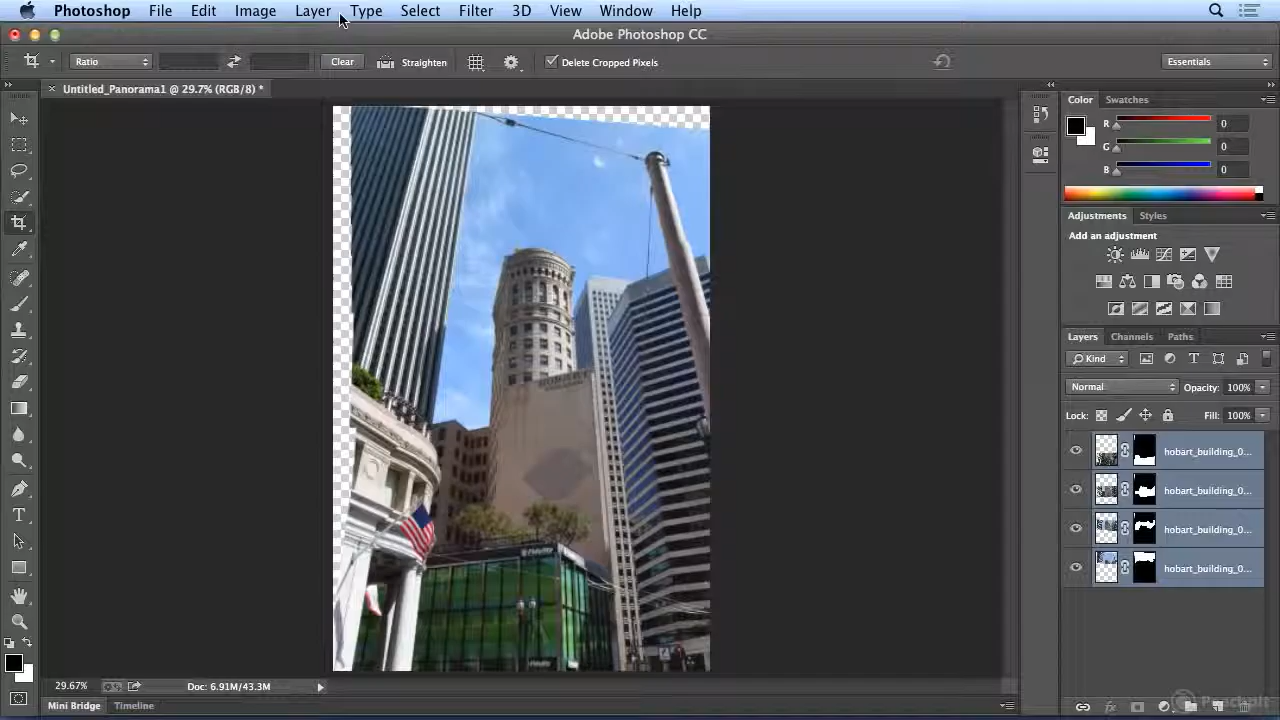 Photoshop File Edit Image Layer Type Select Filter 3D View Window Help
Adobe Photoshop CC
Ratio Clear Straighten Delete Cropped Pixels Essentials
Untitled_Panorama1 @ 29.7% (RGB/8) *
Color Swatches
R 0
G 0
B 0
Adjustments Styles
Add an adjustment
Layers Channels Paths
Kind
Normal Opacity: 100%
Lock: Fill: 100%
hobart_building_0...
hobart_building_0...
hobart_building_0...
hobart_building_0...
Fidelity
29.67% Doc: 6.91M/43.3M
Mini Bridge Timeline